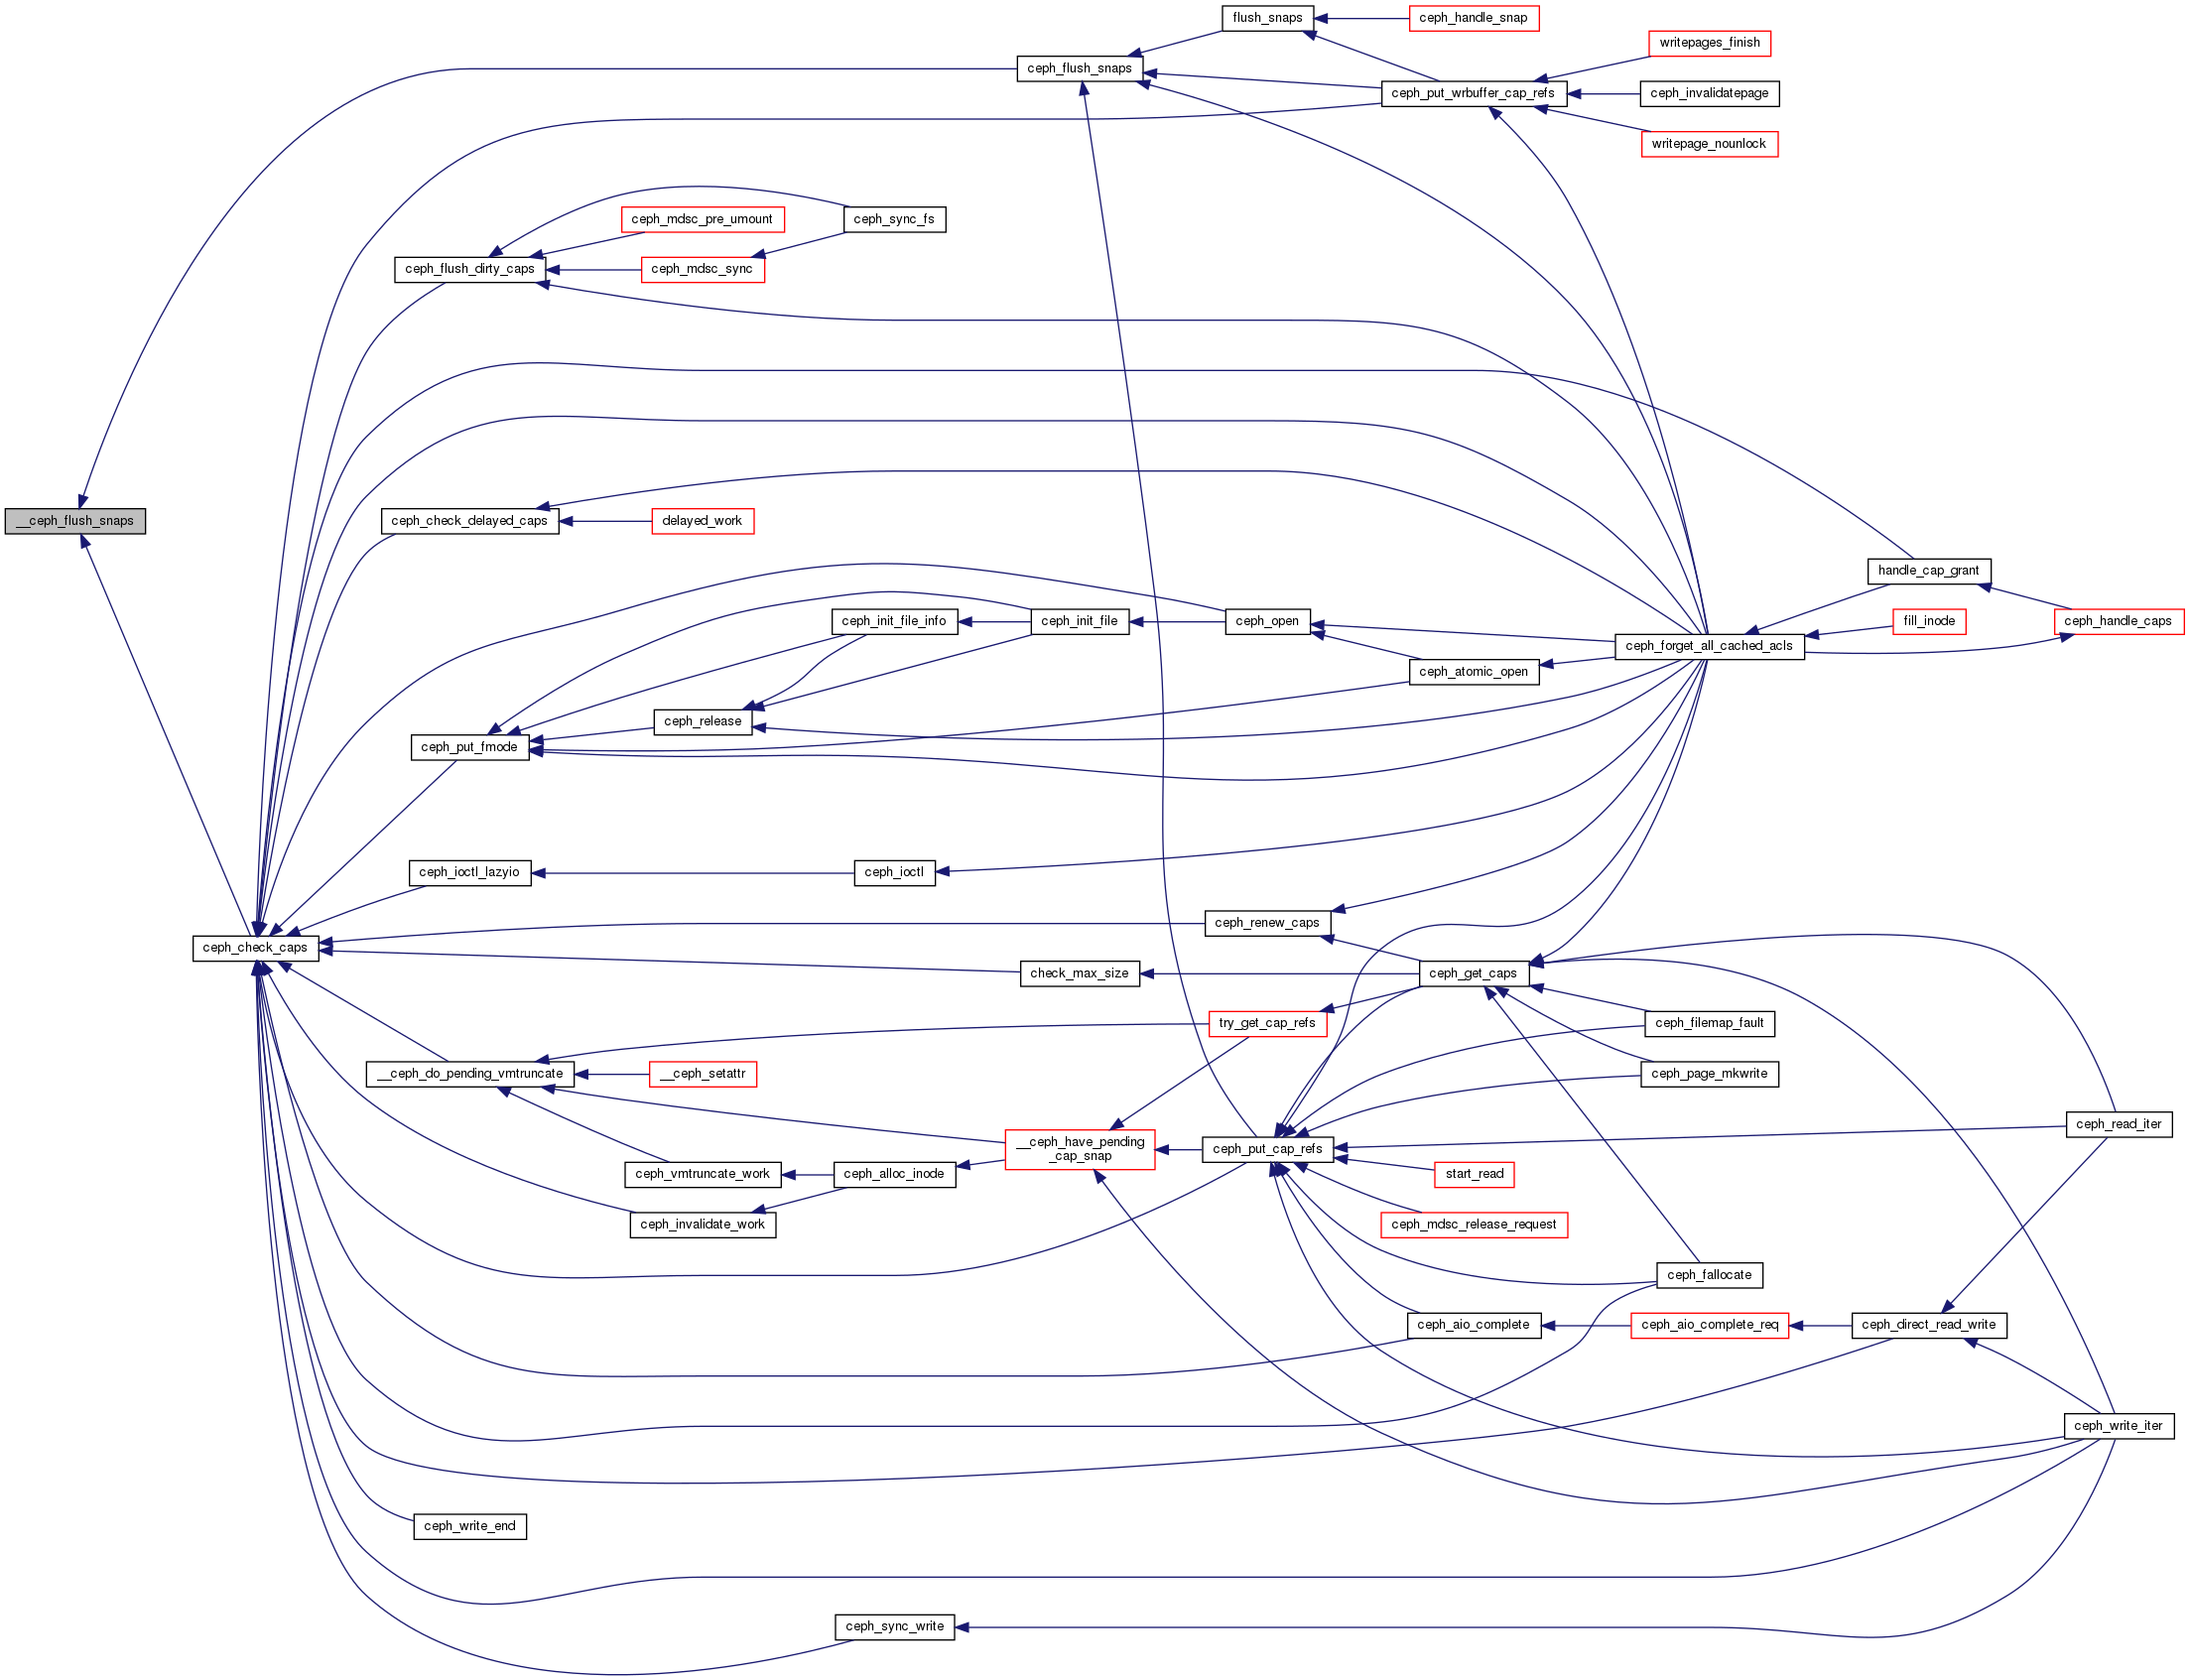 flush_snaps
ceph_handle_snap
writepages_finish
ceph_flush_snaps
ceph_put_wrbuffer_cap_refs
ceph_invalidatepage
writepage_nounlock
ceph_mdsc_pre_umount
ceph_sync_fs
ceph_flush_dirty_caps
ceph_mdsc_sync
__ceph_flush_snaps
ceph_check_delayed_caps
delayed_work
handle_cap_grant
ceph_init_file_info
ceph_init_file
ceph_open
fill_inode
ceph_handle_caps
ceph_forget_all_cached_acls
ceph_atomic_open
ceph_release
ceph_put_fmode
ceph_ioctl_lazyio
ceph_ioctl
ceph_renew_caps
ceph_check_caps
check_max_size
ceph_get_caps
try_get_cap_refs
ceph_filemap_fault
__ceph_do_pending_vmtruncate
__ceph_setattr
ceph_page_mkwrite
ceph_read_iter
__ceph_have_pending
_cap_snap
ceph_put_cap_refs
ceph_vmtruncate_work
ceph_alloc_inode
start_read
ceph_invalidate_work
ceph_mdsc_release_request
ceph_fallocate
ceph_aio_complete
ceph_aio_complete_req
ceph_direct_read_write
ceph_write_iter
ceph_write_end
ceph_sync_write